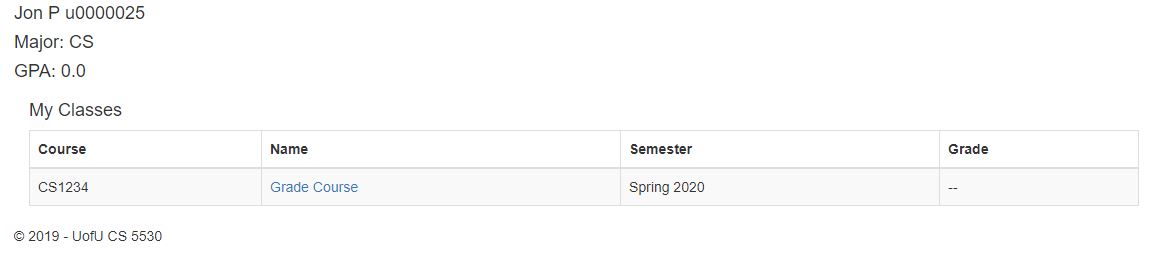 Jon P u0000025
Major: CS
GPA: 0.0
My Classes
Course Name Semester Grade
CS1234 Grade Course Spring 2020 --
© 2019 - UofU CS 5530